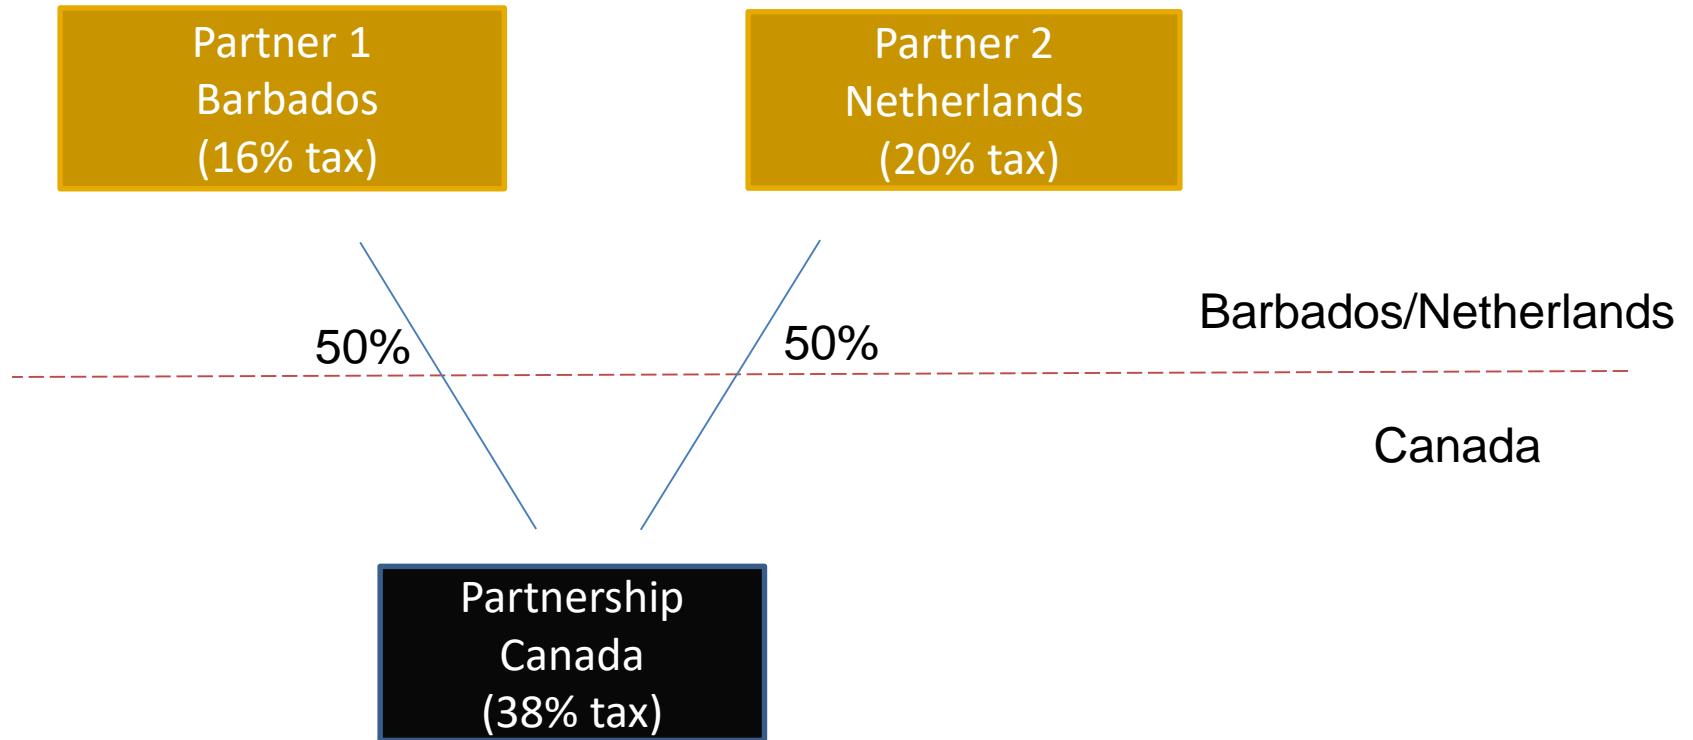 Partner 1
Barbados
(16% tax)
Partner 2
Netherlands
(20% tax)
50%
50%
Barbados/Netherlands
Canada
Partnership
Canada
(38% tax)